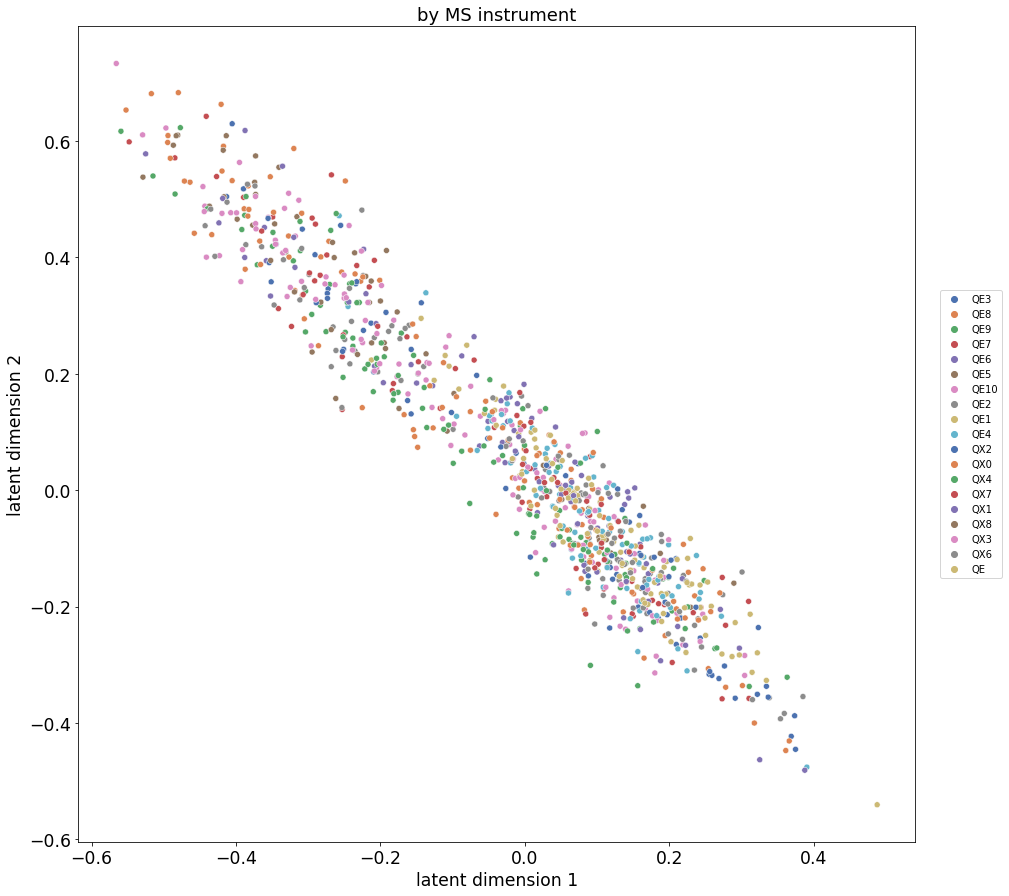 by MS instrument
latent dimension 2
0.6
0.4
0.2
0.0
−0.2
−0.4
−0.6
−0.6
−0.4
−0.2
0.0
0.2
0.4
latent dimension 1
QE3
QE8
QE9
QE7
QE6
QE5
QE10
QE2
QE1
QE4
QX2
QX0
QX4
QX7
QX1
QX8
QX3
QX6
QE